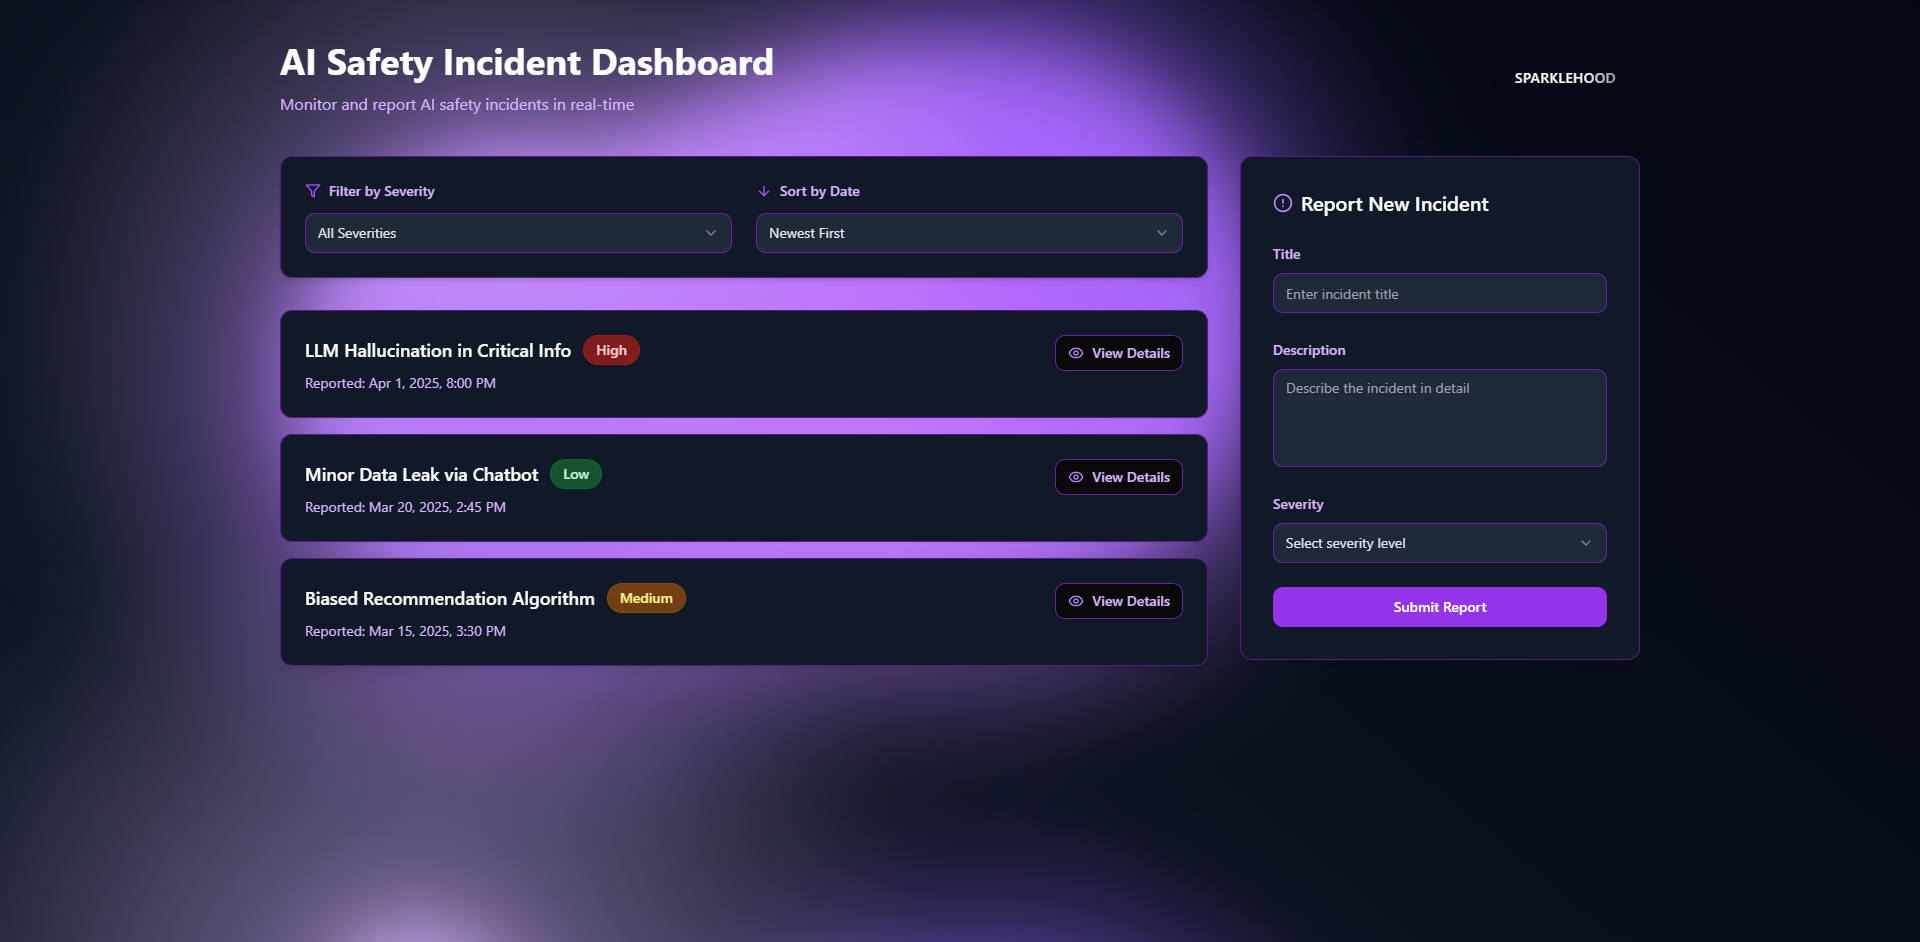 AI Safety Incident Dashboard
Monitor and report AI safety incidents in real-time
SPARKLEHOOD
Filter by Severity
All Severities
Sort by Date
Newest First
LLM Hallucination in Critical Info
High
Reported: Apr 1, 2025, 8:00 PM
View Details
Minor Data Leak via Chatbot
Low
Reported: Mar 20, 2025, 2:45 PM
View Details
Biased Recommendation Algorithm
Medium
Reported: Mar 15, 2025, 3:30 PM
View Details
Report New Incident
Title
Enter incident title
Description
Describe the incident in detail
Severity
Select severity level
Submit Report